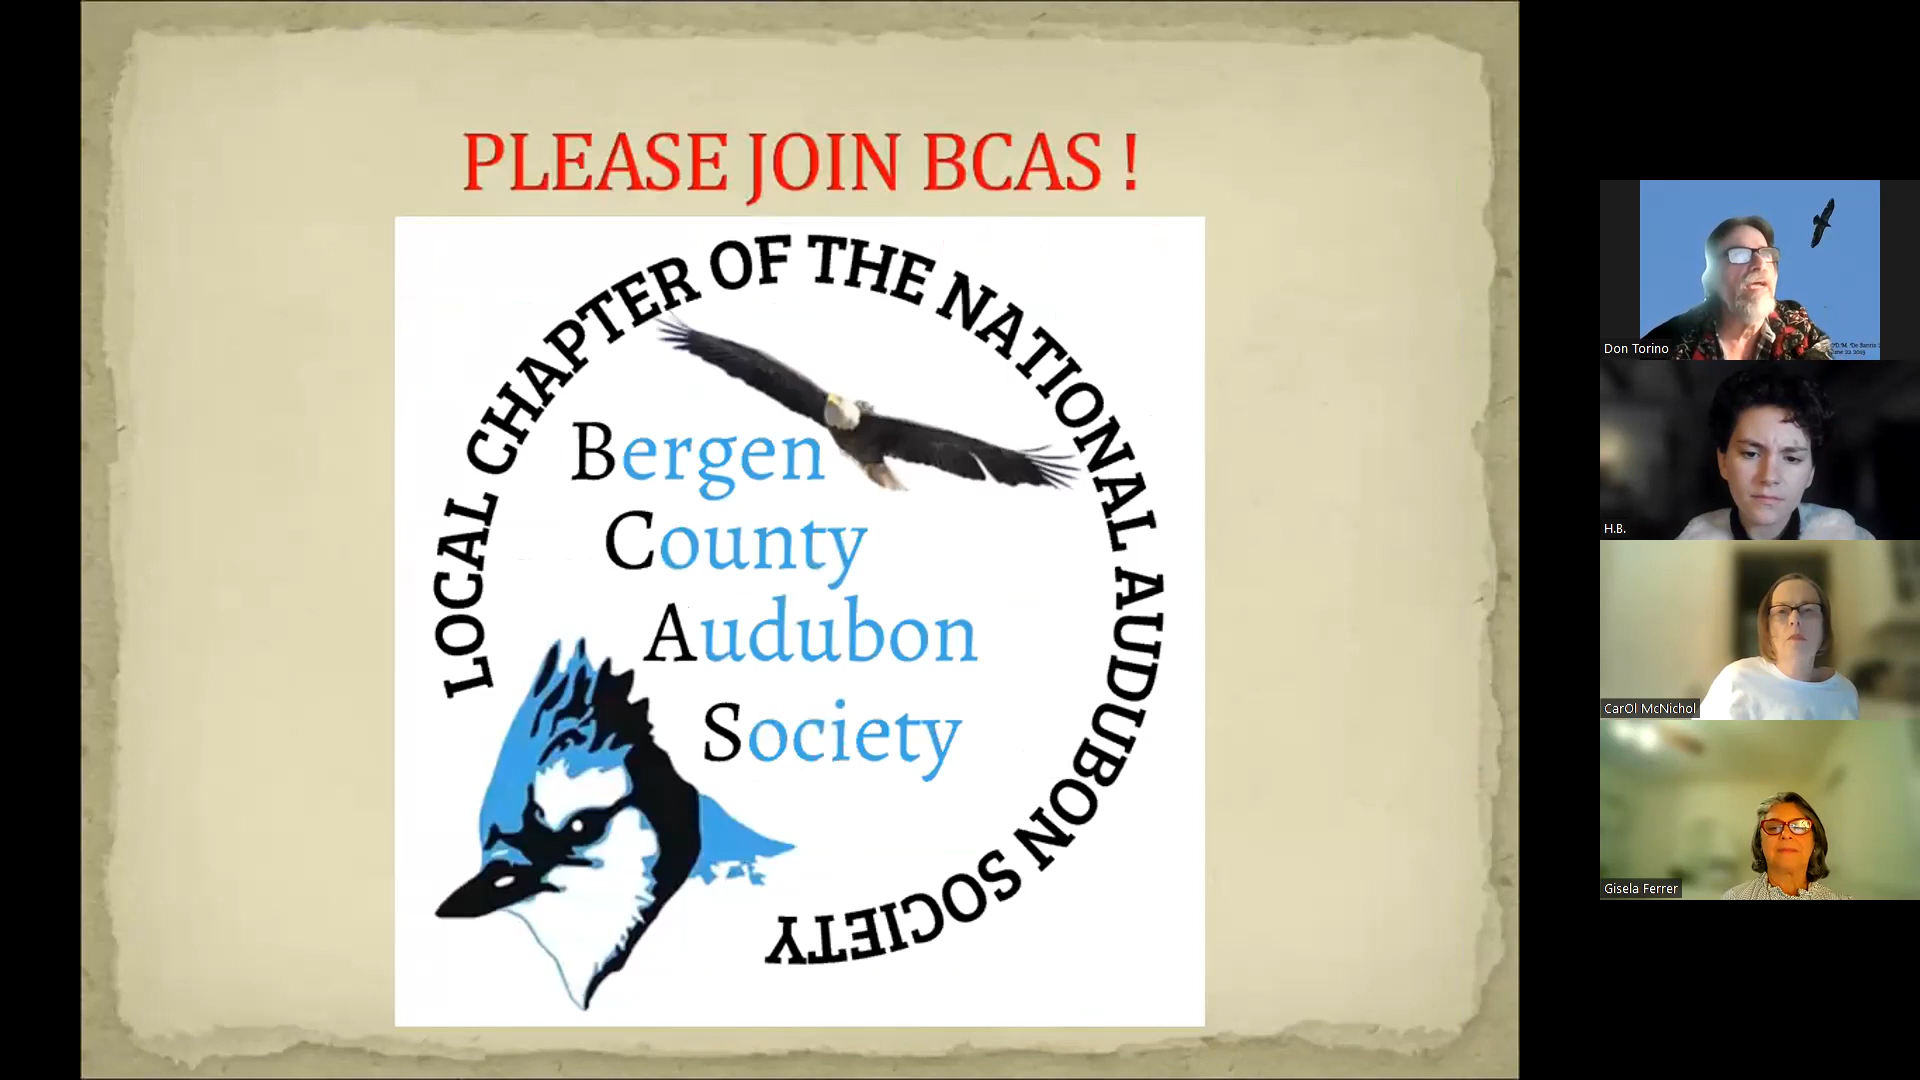 PLEASE JOIN BCAS !
LOCAL CHAPTER OF THE NATIONAL AUDUBON SOCIETY
Bergen
County
Audubon
Society
Don Torino
H.B.
CarOl McNichol
Gisela Ferrer